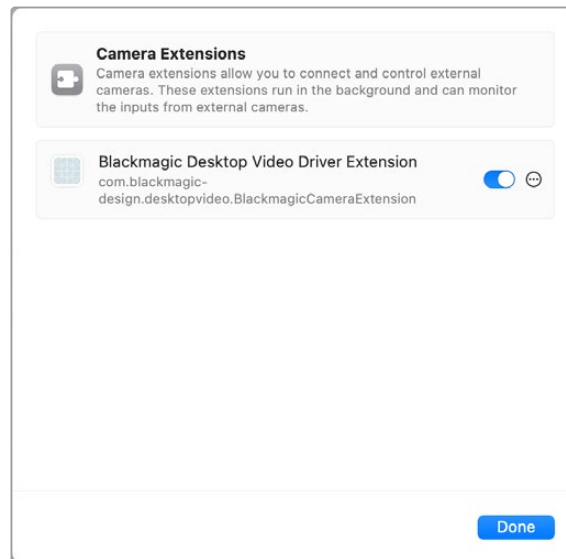 Camera Extensions
Camera extensions allow you to connect and control external
cameras. These extensions run in the background and can monitor
the inputs from external cameras.
Blackmagic Desktop Video Driver Extension
com.blackmagic-
design.desktopvideo.BlackmagicCameraExtension
Done